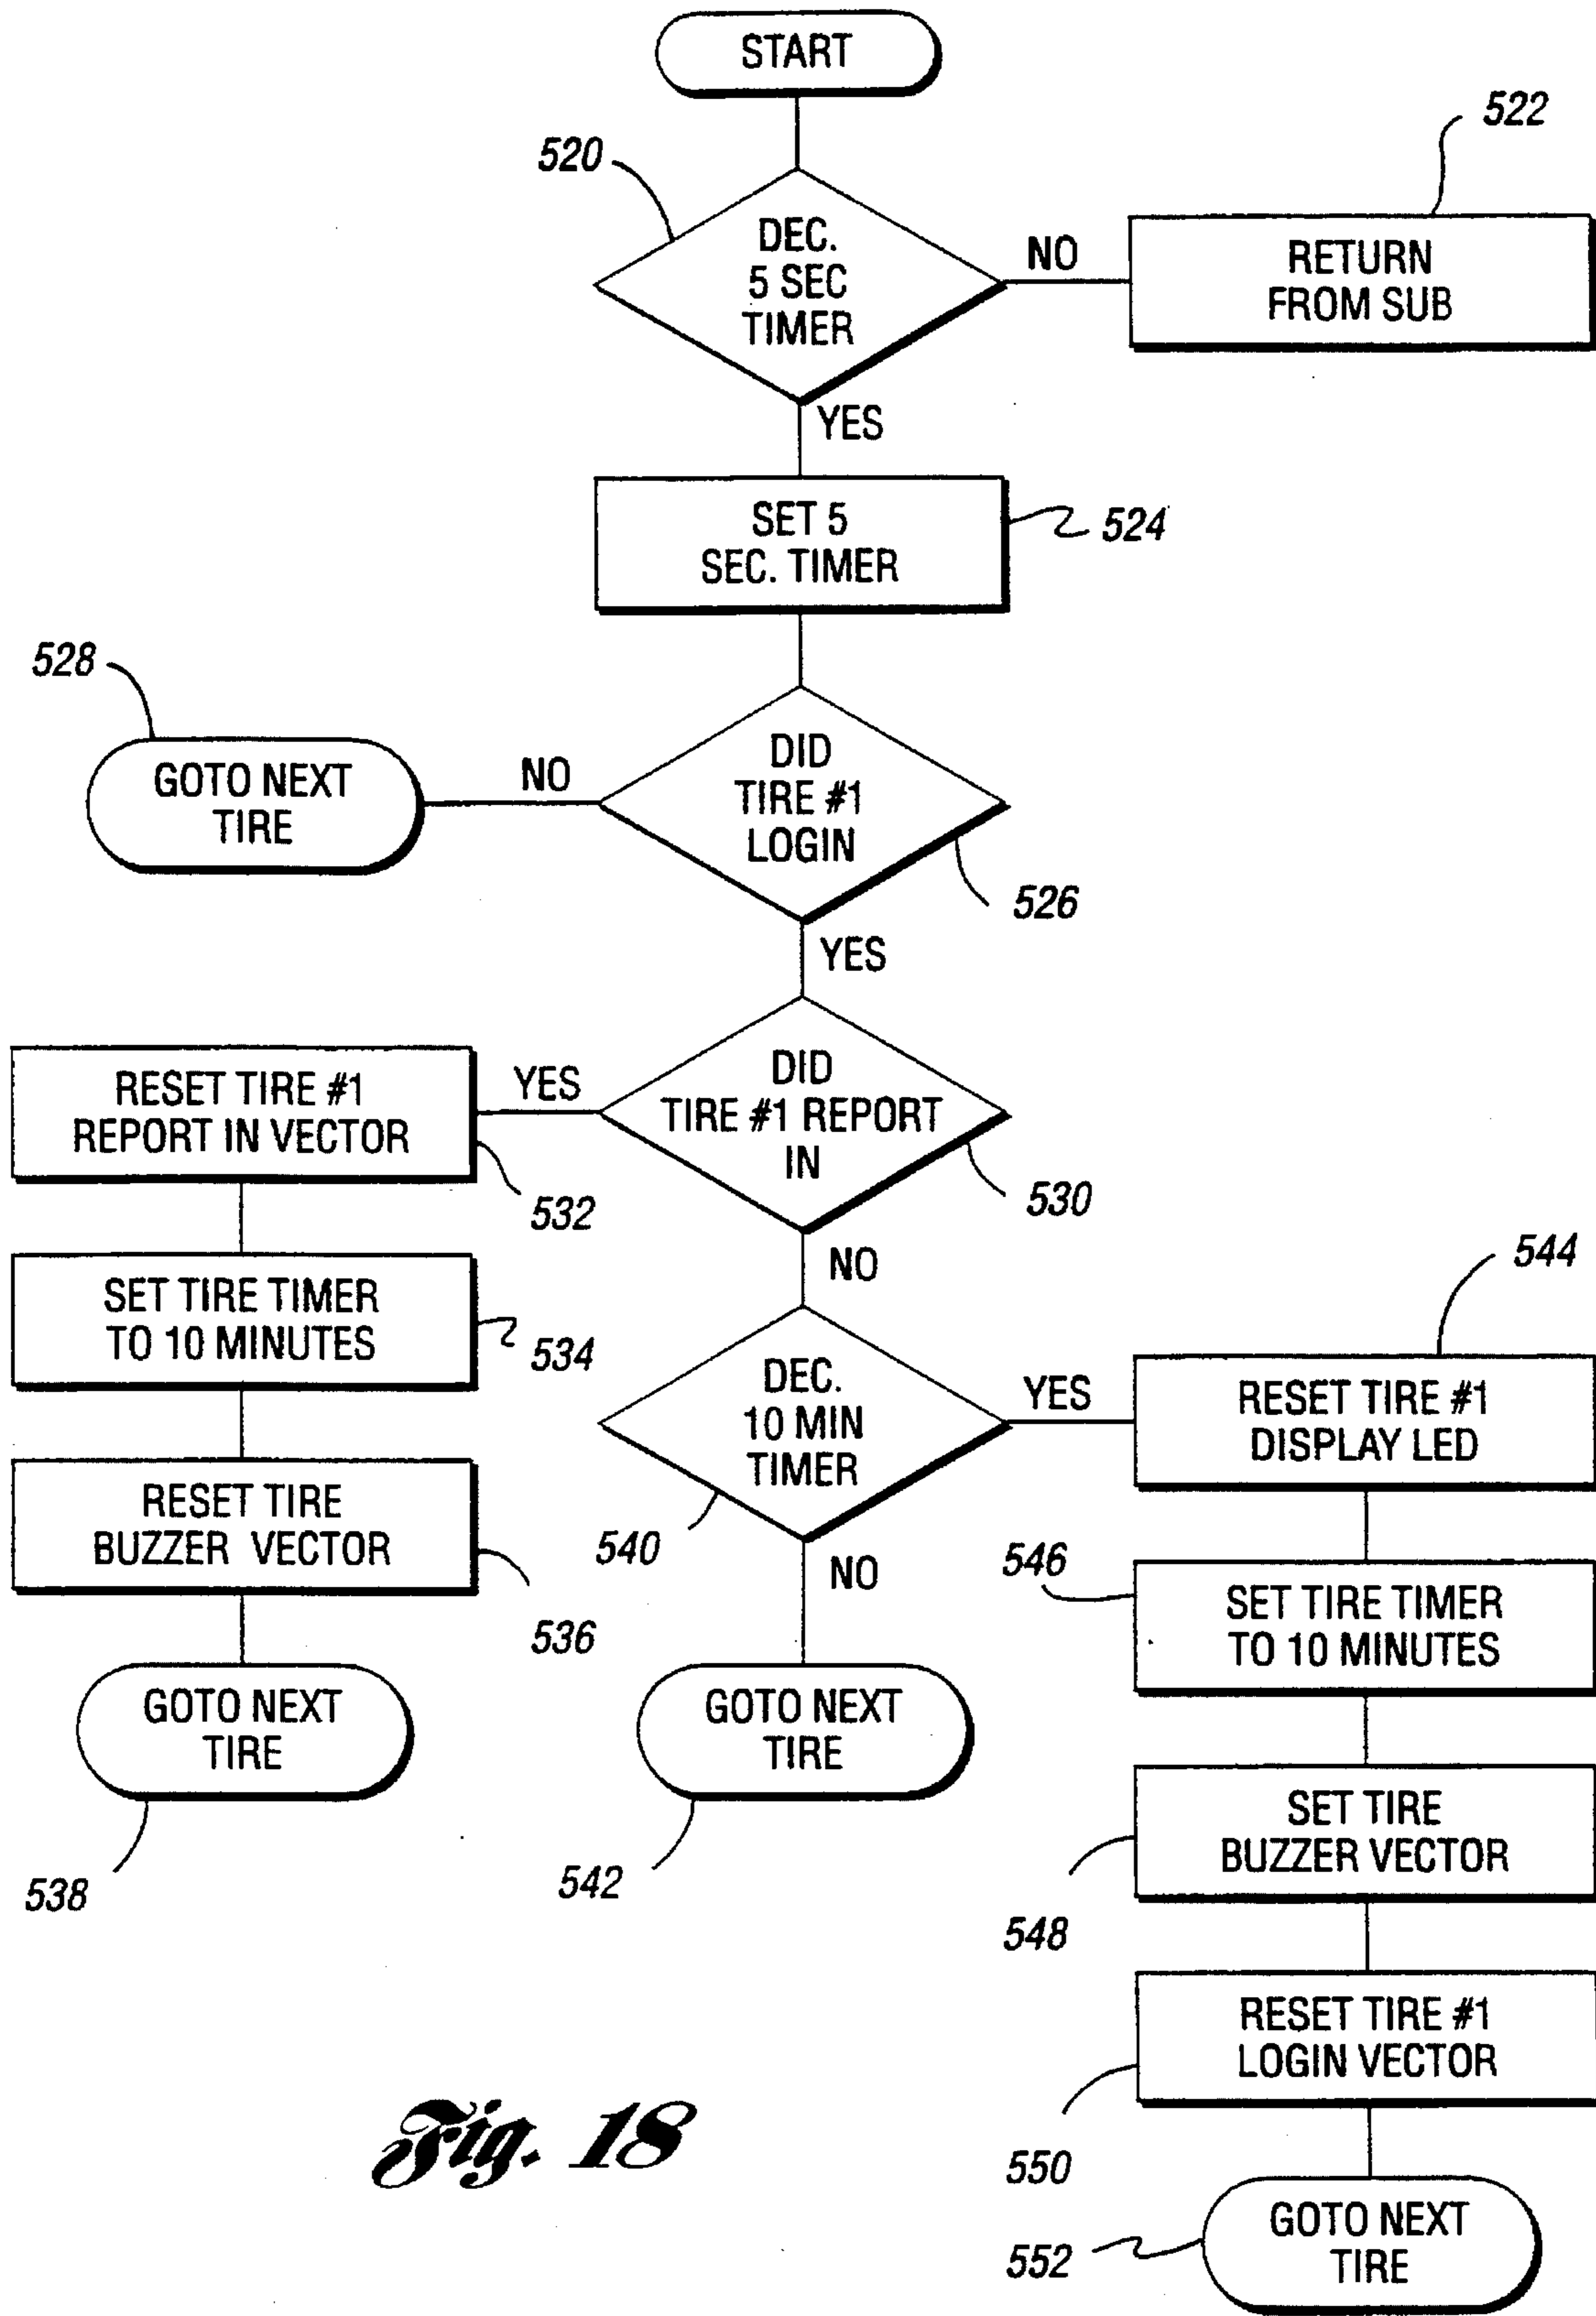 START
520
522
DEC.
5 SEC
TIMER
NO
RETURN
FROM SUB
YES
SET 5
SEC. TIMER
524
528
DID
TIRE #1
LOGIN
NO
GOTO NEXT
TIRE
526
YES
DID
TIRE #1 REPORT
IN
YES
RESET TIRE #1
REPORT IN VECTOR
532
530
NO
SET TIRE TIMER
TO 10 MINUTES
534
544
DEC.
10 MIN
TIMER
YES
RESET TIRE #1
DISPLAY LED
RESET TIRE
BUZZER VECTOR
536
540
NO
546
SET TIRE TIMER
TO 10 MINUTES
GOTO NEXT
TIRE
538
GOTO NEXT
TIRE
542
SET TIRE
BUZZER VECTOR
548
RESET TIRE #1
LOGIN VECTOR
550
GOTO NEXT
TIRE
552
Fig. 18